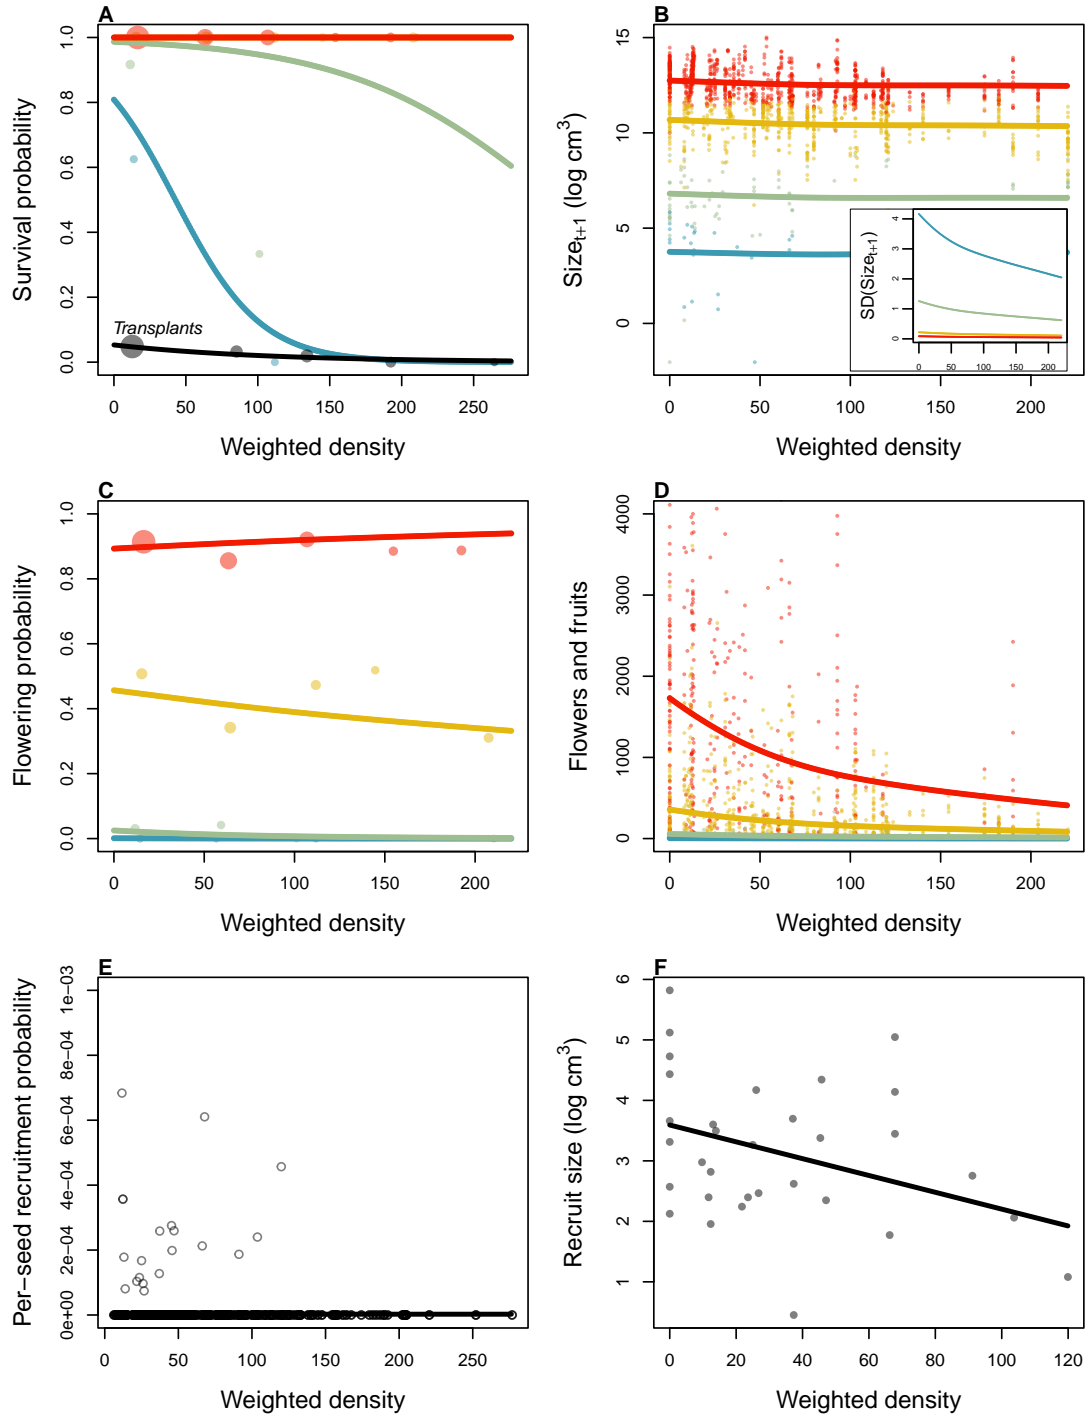 A
Survival probability
0.0 0.2 0.4 0.6 0.8 1.0
Transplants
0 50 100 150 200 250
Weighted density
B
Size_{t+1} (log cm^3)
0 5 10 15
SD(Size_{t+1})
0 1 2 3 4
0 50 100 150 200
0 50 100 150 200
Weighted density
C
Flowering probability
0.0 0.2 0.4 0.6 0.8 1.0
0 50 100 150 200
Weighted density
D
Flowers and fruits
0 1000 2000 3000 4000
0 50 100 150 200
Weighted density
E
Per−seed recruitment probability
0e+00 2e−04 4e−04 6e−04 8e−04 1e−03
0 50 100 150 200 250
Weighted density
F
Recruit size (log cm^3)
1 2 3 4 5 6
0 20 40 60 80 100 120
Weighted density